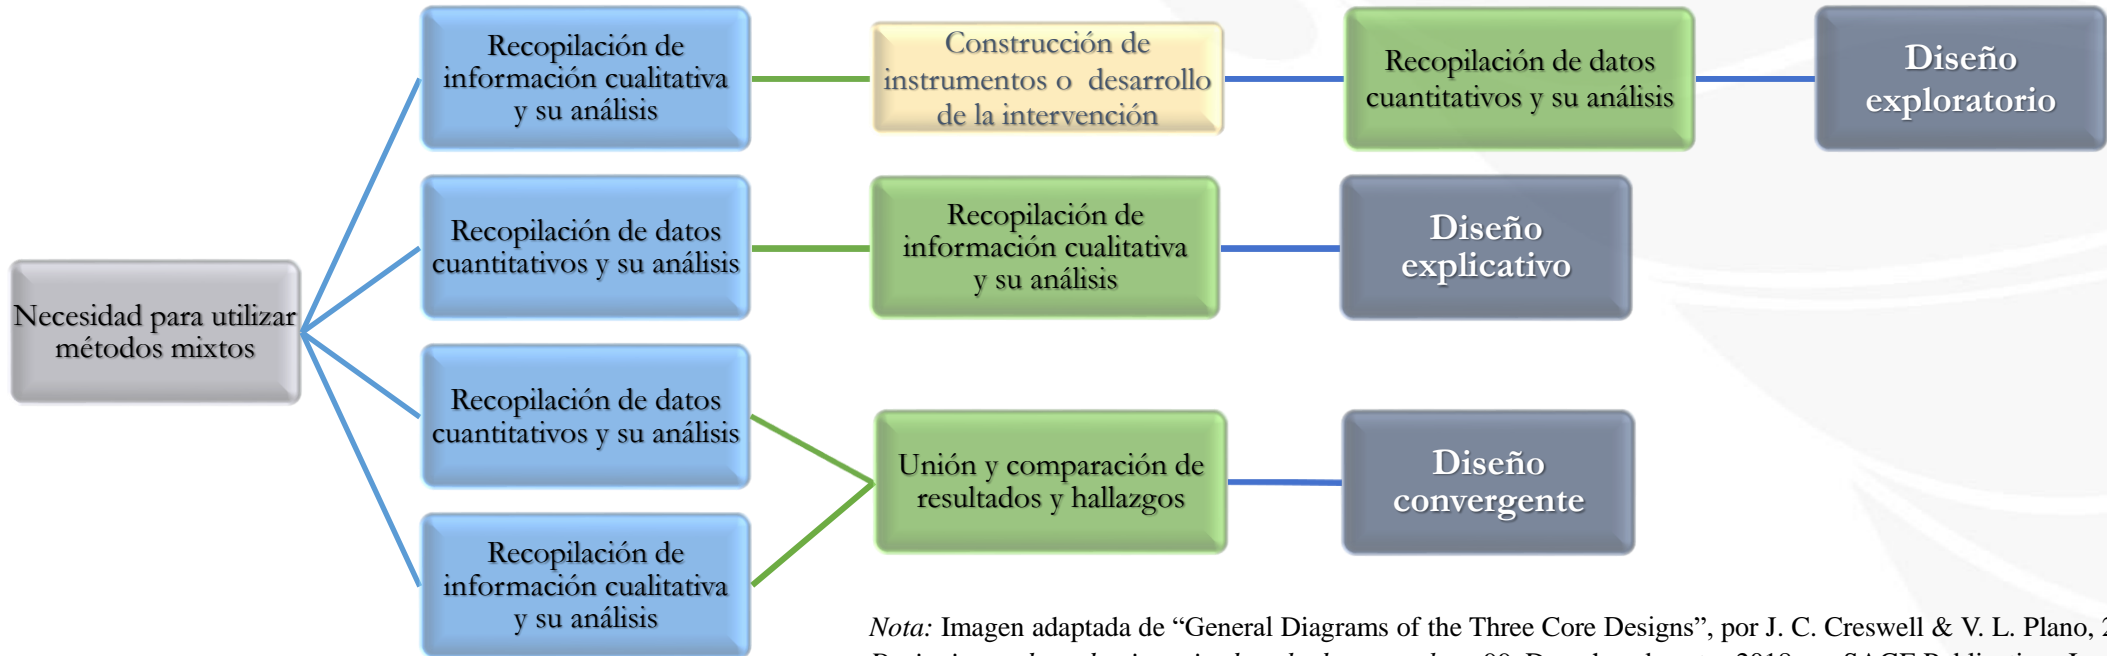 Recopilación de
información cualitativa
y su análisis
Construcción de
instrumentos o desarrollo
de la intervención
Recopilación de datos
cuantitativos y su análisis
Diseño
exploratorio
Necesidad para utilizar
métodos mixtos
Recopilación de datos
cuantitativos y su análisis
Recopilación de
información cualitativa
y su análisis
Diseño
explicativo
Recopilación de datos
cuantitativos y su análisis
Recopilación de
información cualitativa
y su análisis
Unión y comparación de
resultados y hallazgos
Diseño
convergente
Nota: Imagen adaptada de “General Diagrams of the Three Core Designs”, por J. C. Creswell & V. L. Plano, 2